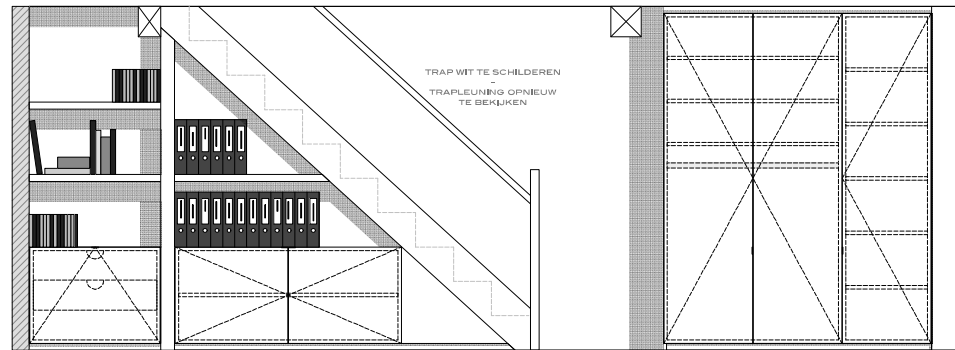 TRAP WIT TE SCHILDEREN
-
TRAPLEUNING OPNIEUW
TE BEKIJKEN